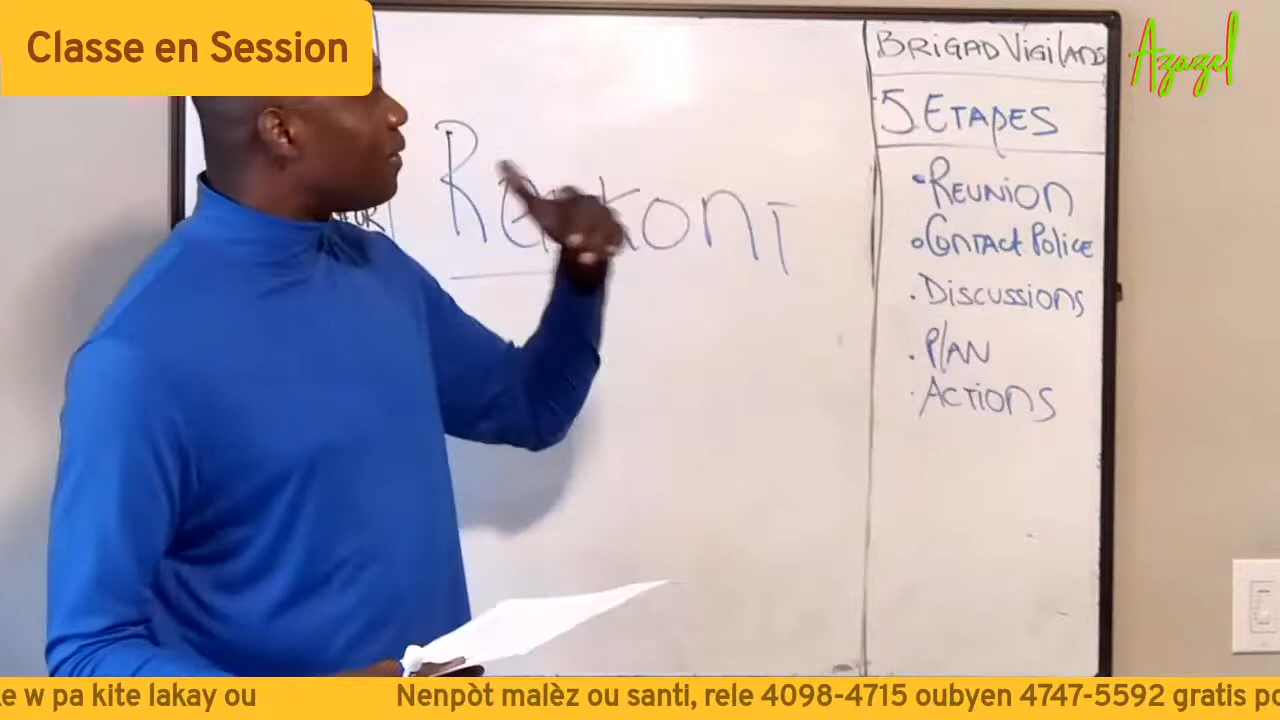 Classe en Session
Azazel
BRIGAD VIGILANS
5 ETAPES
• REUNION
• CONTACT Police
• Discussions
• PLAN
• ACTIONS
w pa kite lakay ou
Nenpòt malèz ou santi, rele 4098-4715 oubyen 4747-5592 gratis